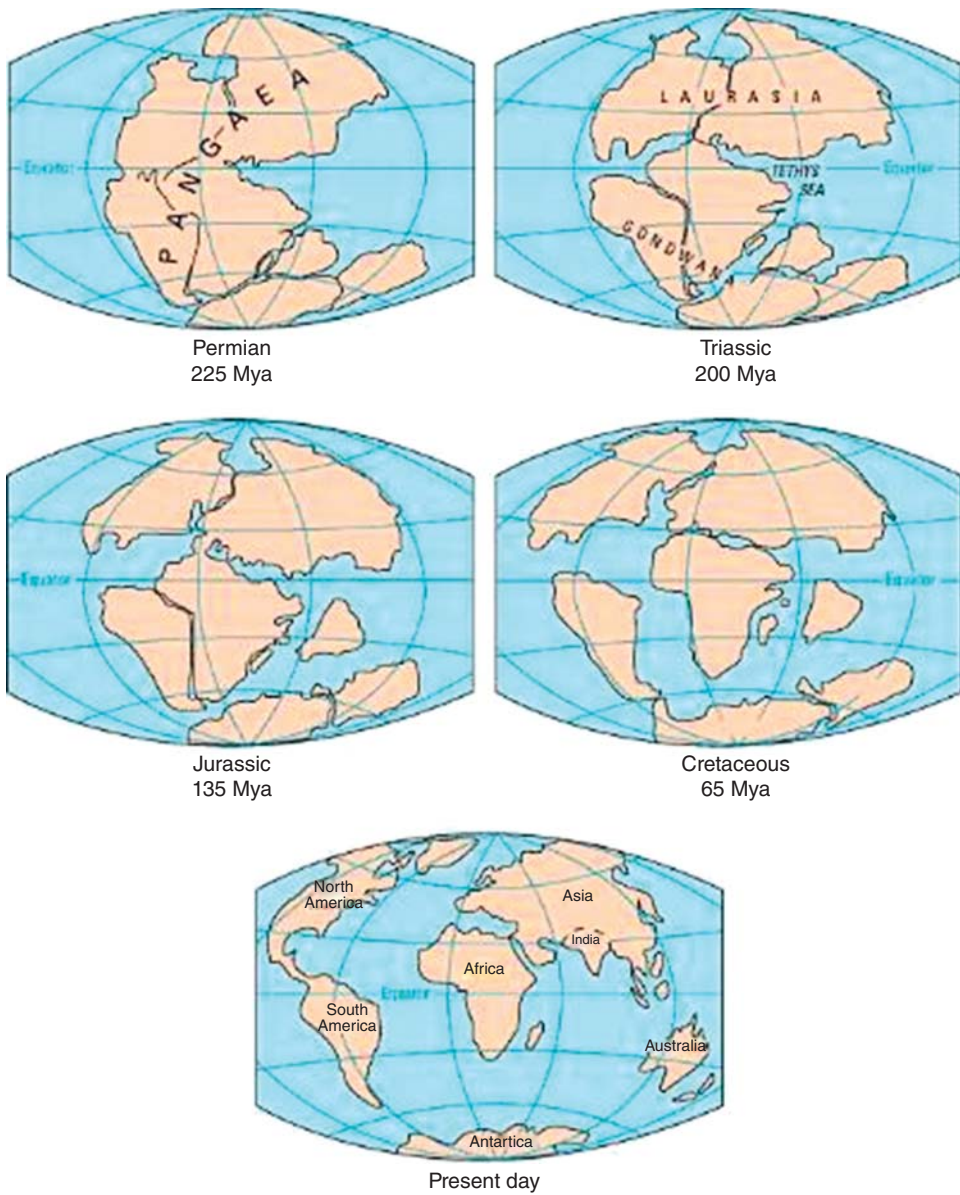 PANGAEA
Equator
Permian
225 Mya
LAURASIA
TETHYS
SEA
Equator
GONDWANA
Triassic
200 Mya
Equator
Jurassic
135 Mya
Equator
Cretaceous
65 Mya
North
America
Asia
India
Africa
Equator
South
America
Australia
Antartica
Present day